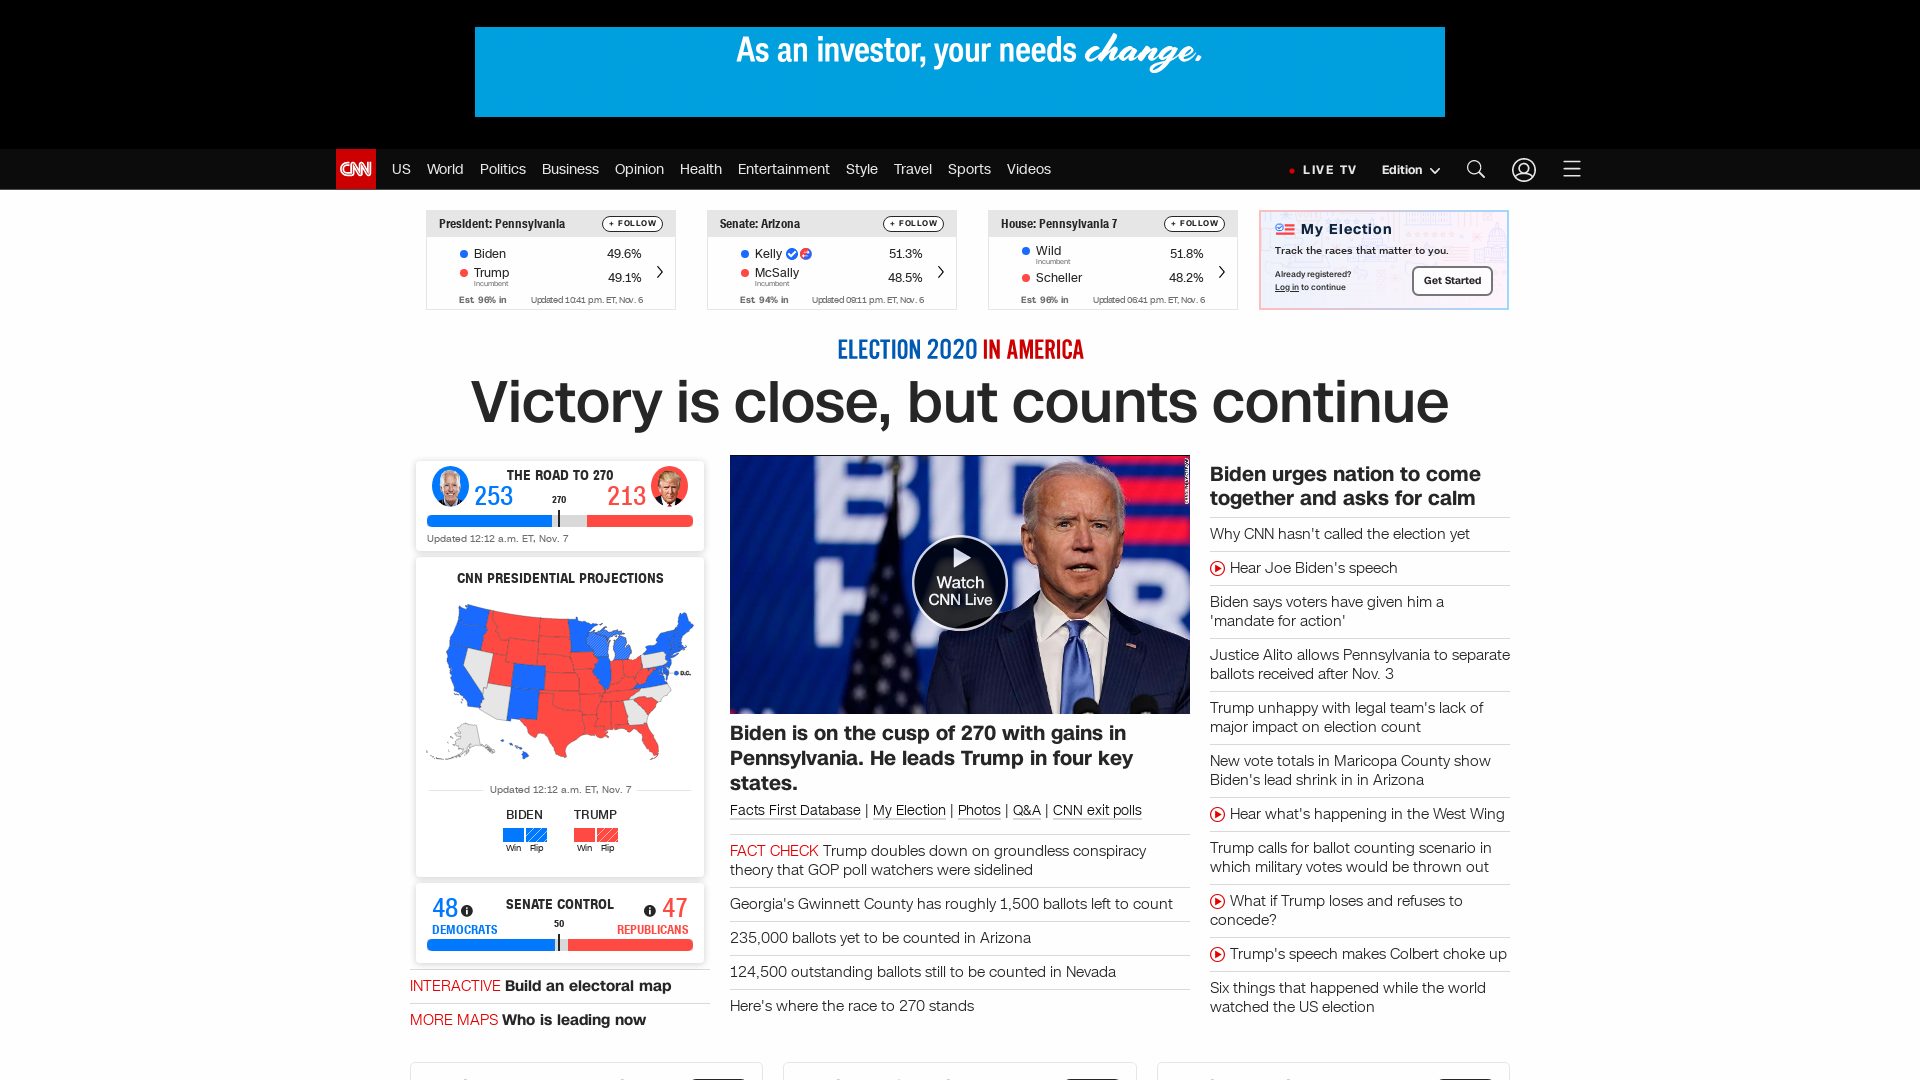 As an investor, your needs change.
CNN US World Politics Business Opinion Health Entertainment Style Travel Sports Videos LIVE TV Edition
President: Pennsylvania + FOLLOW
Biden 49.6%
Trump 49.1%
Incumbent
Est. 96% in Updated 10:41 p.m. ET, Nov. 6
Senate: Arizona + FOLLOW
Kelly 51.3%
McSally 48.5%
Incumbent
Est. 94% in Updated 09:11 p.m. ET, Nov. 6
House: Pennsylvania 7 + FOLLOW
Wild 51.8%
Incumbent
Scheller 48.2%
Est. 96% in Updated 06:41 p.m. ET, Nov. 6
My Election
Track the races that matter to you.
Already registered?
Log in to continue
Get Started
ELECTION 2020 IN AMERICA
Victory is close, but counts continue
THE ROAD TO 270
253 270 213
Updated 12:12 a.m. ET, Nov. 7
CNN PRESIDENTIAL PROJECTIONS
D.C.
Updated 12:12 a.m. ET, Nov. 7
BIDEN TRUMP
Win Flip Win Flip
48 SENATE CONTROL 47
DEMOCRATS 50 REPUBLICANS
INTERACTIVE Build an electoral map
MORE MAPS Who is leading now
BIDEN
HARR
Watch
CNN Live
Biden is on the cusp of 270 with gains in
Pennsylvania. He leads Trump in four key
states.
Facts First Database | My Election | Photos | Q&A | CNN exit polls
FACT CHECK Trump doubles down on groundless conspiracy
theory that GOP poll watchers were sidelined
Georgia's Gwinnett County has roughly 1,500 ballots left to count
235,000 ballots yet to be counted in Arizona
124,500 outstanding ballots still to be counted in Nevada
Here's where the race to 270 stands
Biden urges nation to come
together and asks for calm
Why CNN hasn't called the election yet
Hear Joe Biden's speech
Biden says voters have given him a
'mandate for action'
Justice Alito allows Pennsylvania to separate
ballots received after Nov. 3
Trump unhappy with legal team's lack of
major impact on election count
New vote totals in Maricopa County show
Biden's lead shrink in in Arizona
Hear what's happening in the West Wing
Trump calls for ballot counting scenario in
which military votes would be thrown out
What if Trump loses and refuses to
concede?
Trump's speech makes Colbert choke up
Six things that happened while the world
watched the US election